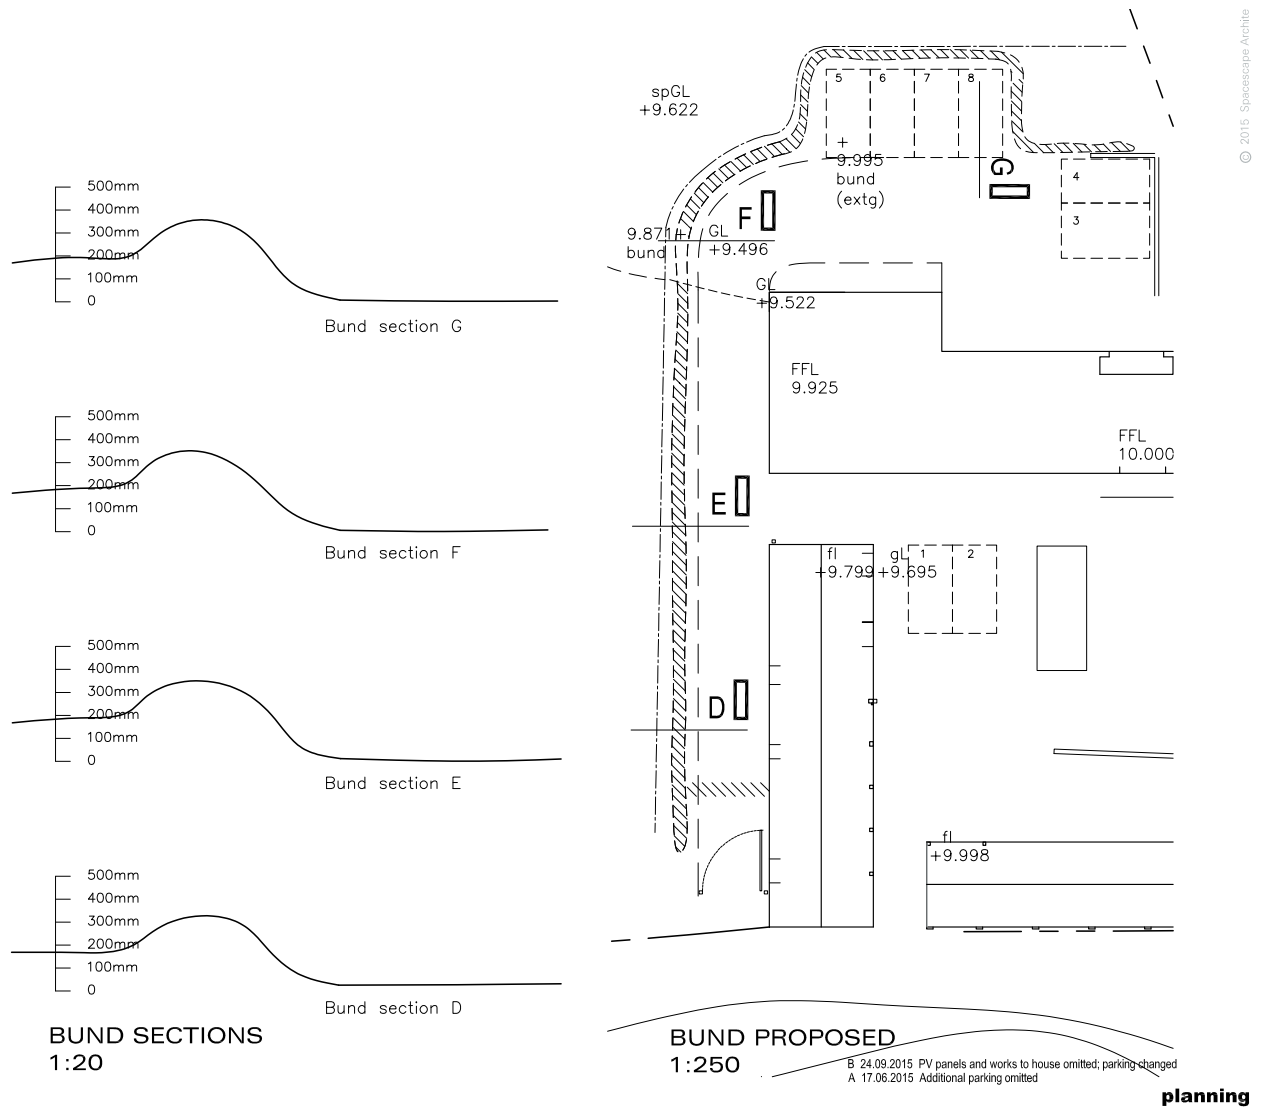 500mm
400mm
300mm
200mm
100mm
0
Bund section G
500mm
400mm
300mm
200mm
100mm
0
Bund section F
500mm
400mm
300mm
200mm
100mm
0
Bund section E
500mm
400mm
300mm
200mm
100mm
0
Bund section D
BUND SECTIONS
1:20
spGL
+9.622
5
6
7
8
+
9.995
bund
(extg)
G
4
3
F
9.871+
bund
GL
+9.496
GL
+9.522
FFL
9.925
FFL
10.000
E
fl
+9.799
gL
+9.695
1
2
D
fl
+9.998
BUND PROPOSED
1:250
B 24.09.2015 PV panels and works to house omitted; parking changed
A 17.06.2015 Additional parking omitted
planning
© 2015 Spacescape Archite